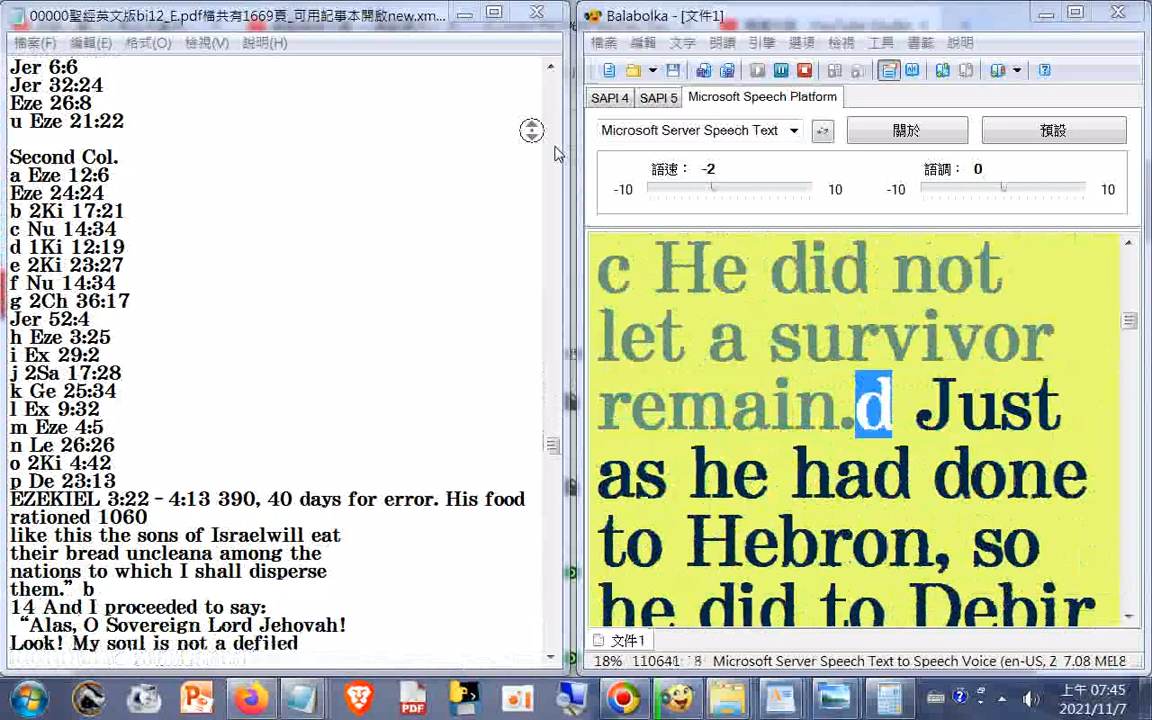 00000聖經英文版bi12_E.pdf檔共有1669頁_可用記事本開啟new.xm...
檔案(F) 編輯(E) 格式(O) 檢視(V) 說明(H)
Jer 6:6
Jer 32:24
Eze 26:8
u Eze 21:22
Second Col.
a Eze 12:6
Eze 24:24
b 2Ki 17:21
c Nu 14:34
d 1Ki 12:19
e 2Ki 23:27
f Nu 14:34
g 2Ch 36:17
Jer 52:4
h Eze 3:25
i Ex 29:2
j 2Sa 17:28
k Ge 25:34
l Ex 9:32
m Eze 4:5
n Le 26:26
o 2Ki 4:42
p De 23:13
EZEKIEL 3:22–4:13 390, 40 days for error. His food
rationed 1060
like this the sons of Israelwill eat
their bread uncleana among the
nations to which I shall disperse
them.” b
14 And I proceeded to say:
“Alas, O Sovereign Lord Jehovah!
Look! My soul is not a defiled
Balabolka - [文件1]
檔案 編輯 文字 朗讀 引擎 選項 檢視 工具 書籤 說明
SAPI 4 SAPI 5 Microsoft Speech Platform
Microsoft Server Speech Text 關於 預設
語速： -2 語調： 0
-10 10 -10 10
c He did not
let a survivor
remain.d Just
as he had done
to Hebron, so
he did to Debir
文件1
18% Microsoft Server Speech Text to Speech Voice (en-US, 7.08
上午 07:45
2021/11/7